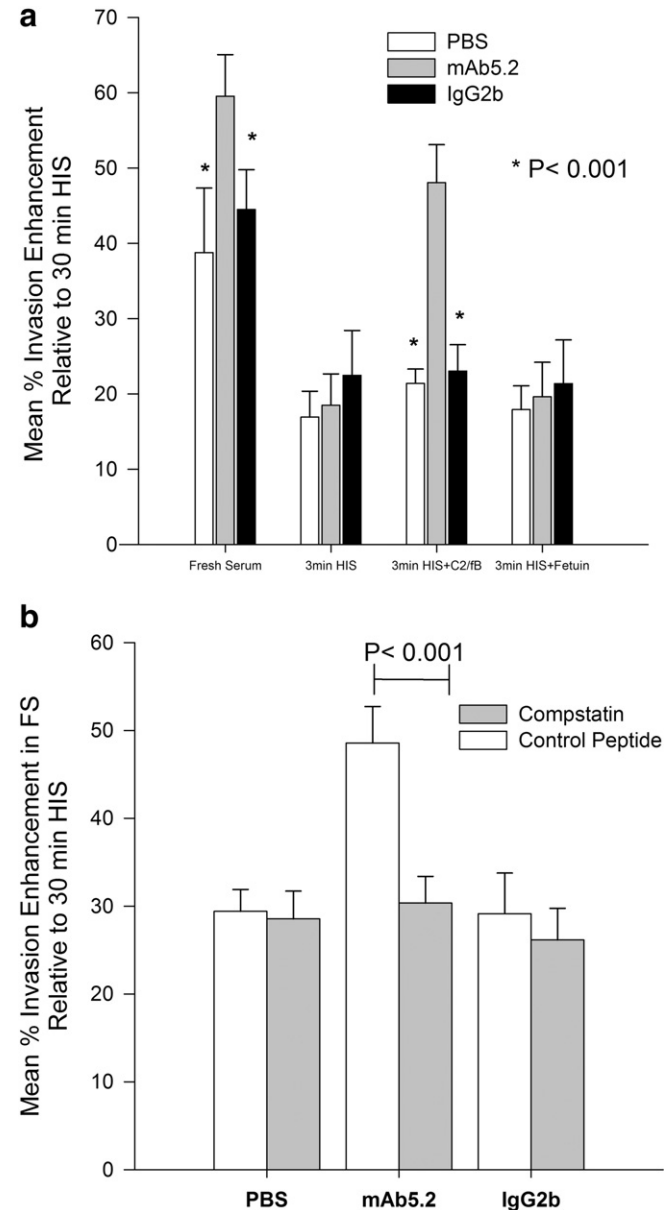 a
70
60
50
40
30
20
10
0
Mean % Invasion Enhancement
Relative to 30 min HIS
PBS
mAb5.2
IgG2b
* P< 0.001
*
*
*
*
Fresh Serum
3min HIS
3min HIS+C2/fB
3min HIS+Fetuin
b
60
50
40
30
20
10
0
Mean % Invasion Enhancement in FS
Relative to 30 min HIS
P< 0.001
Compstatin
Control Peptide
PBS
mAb5.2
IgG2b